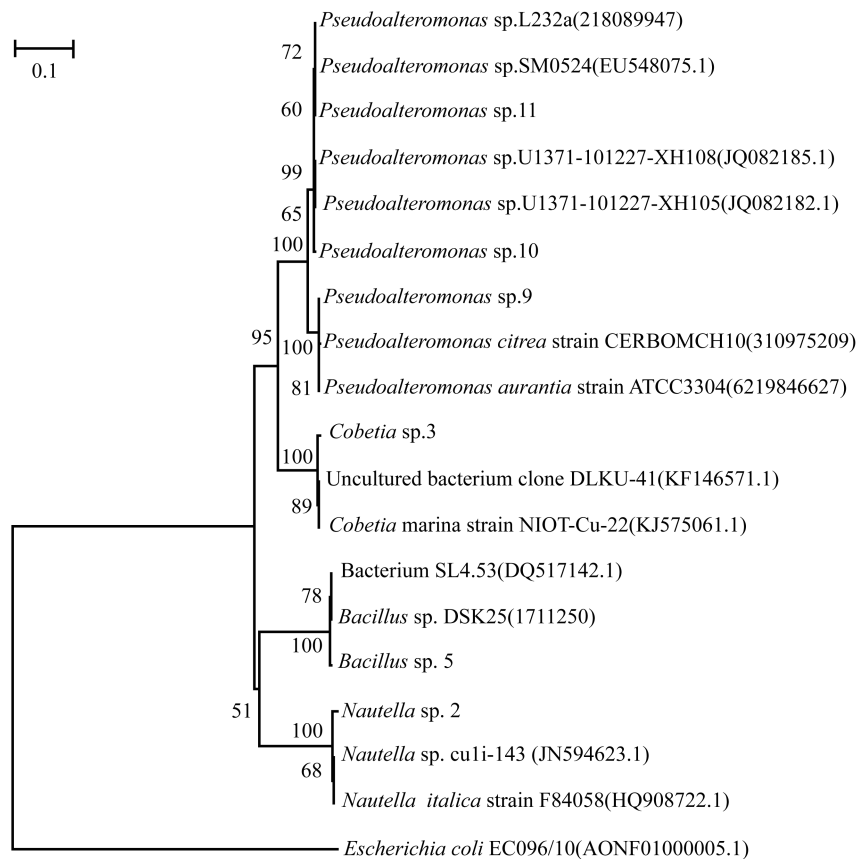 Pseudoalteromonas sp.L232a(218089947)
72
0.1
Pseudoalteromonas sp.SM0524(EU548075.1)
60
Pseudoalteromonas sp.11
Pseudoalteromonas sp.U1371-101227-XH108(JQ082185.1)
99
Pseudoalteromonas sp.U1371-101227-XH105(JQ082182.1)
65
100
Pseudoalteromonas sp.10
Pseudoalteromonas sp.9
95
100
Pseudoalteromonas citrea strain CERBOMCH10(310975209)
81
Pseudoalteromonas aurantia strain ATCC3304(6219846627)
Cobetia sp.3
100
Uncultured bacterium clone DLKU-41(KF146571.1)
89
Cobetia marina strain NIOT-Cu-22(KJ575061.1)
Bacterium SL4.53(DQ517142.1)
78
Bacillus sp. DSK25(1711250)
100
Bacillus sp. 5
51
Nautella sp. 2
100
Nautella sp. cu1i-143 (JN594623.1)
68
Nautella italica strain F84058(HQ908722.1)
Escherichia coli EC096/10(AONF01000005.1)